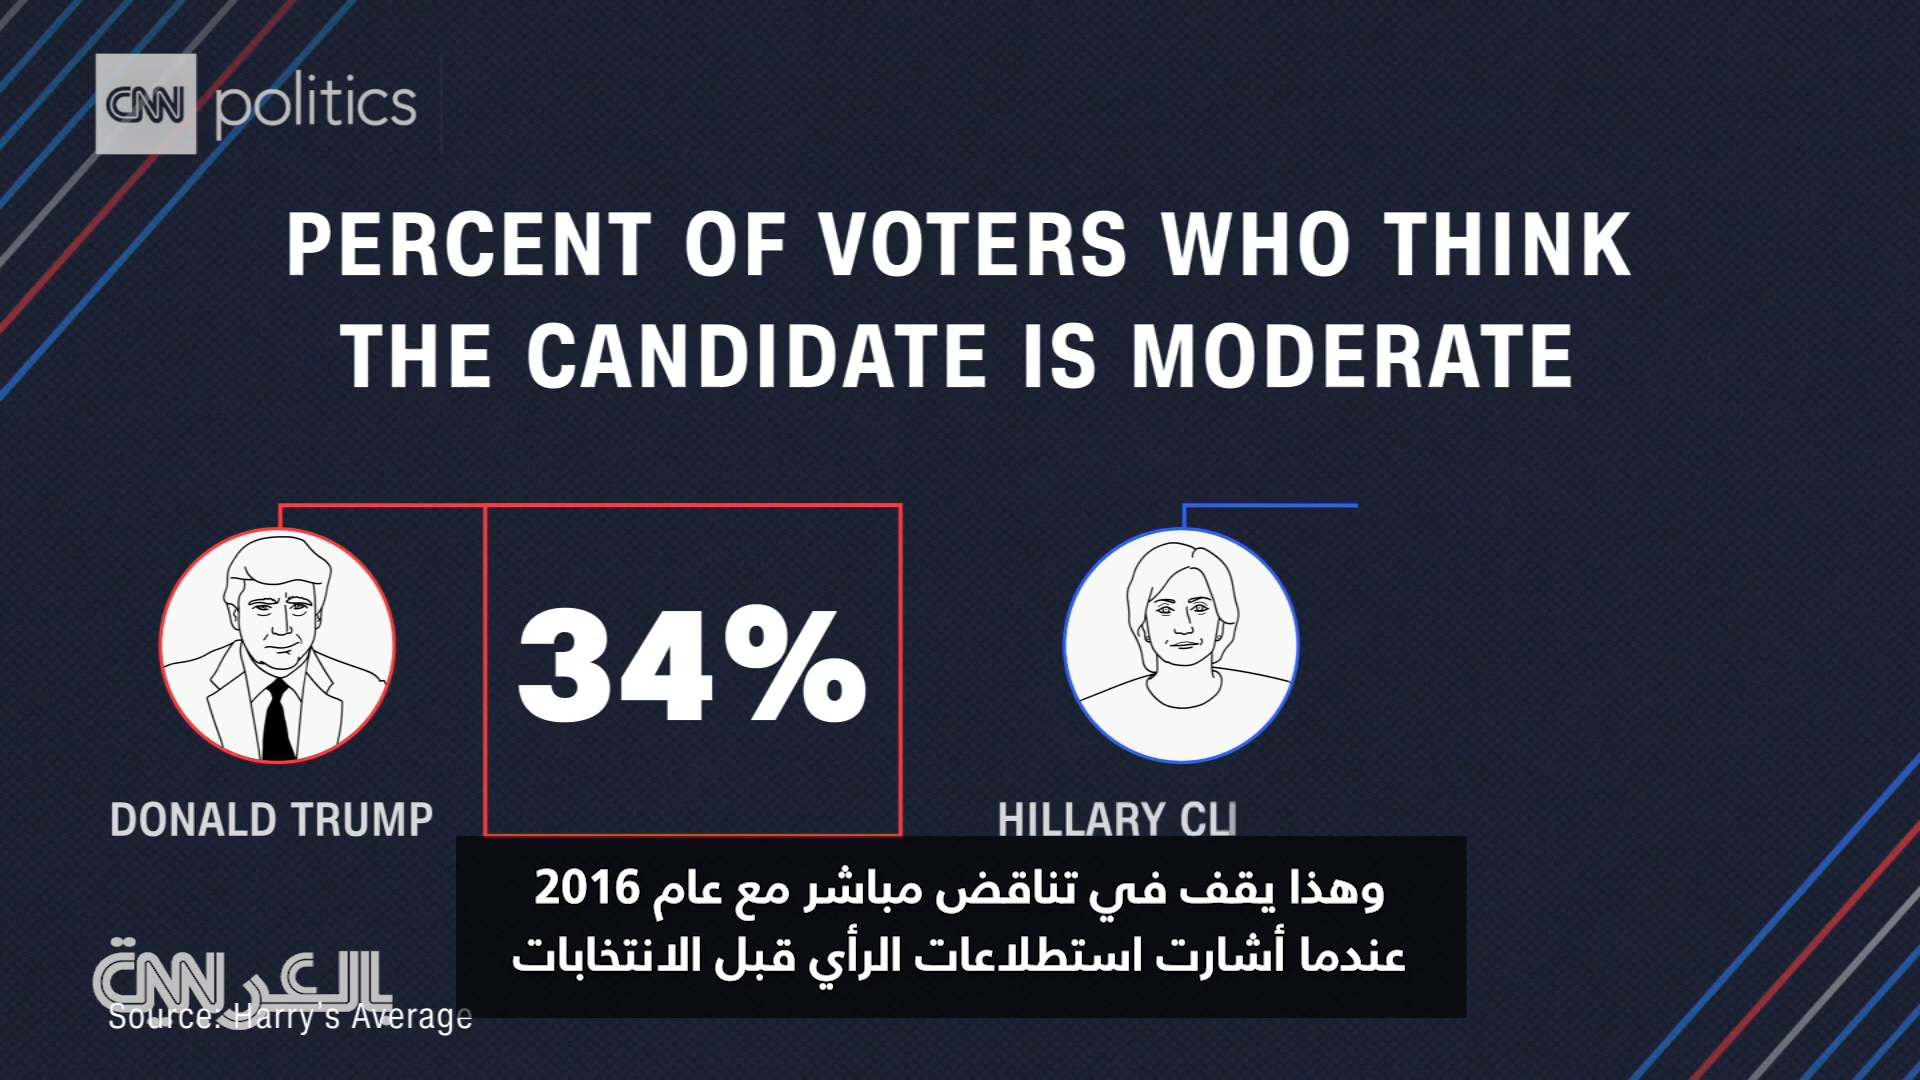 CNN politics
PERCENT OF VOTERS WHO THINK
THE CANDIDATE IS MODERATE
34%
DONALD TRUMP
HILLARY CLI
وهذا يقف في تناقض مباشر مع عام 2016
عندما أشارت استطلاعات الرأي قبل الانتخابات
CNN بالعربية
Source: Harry's Average